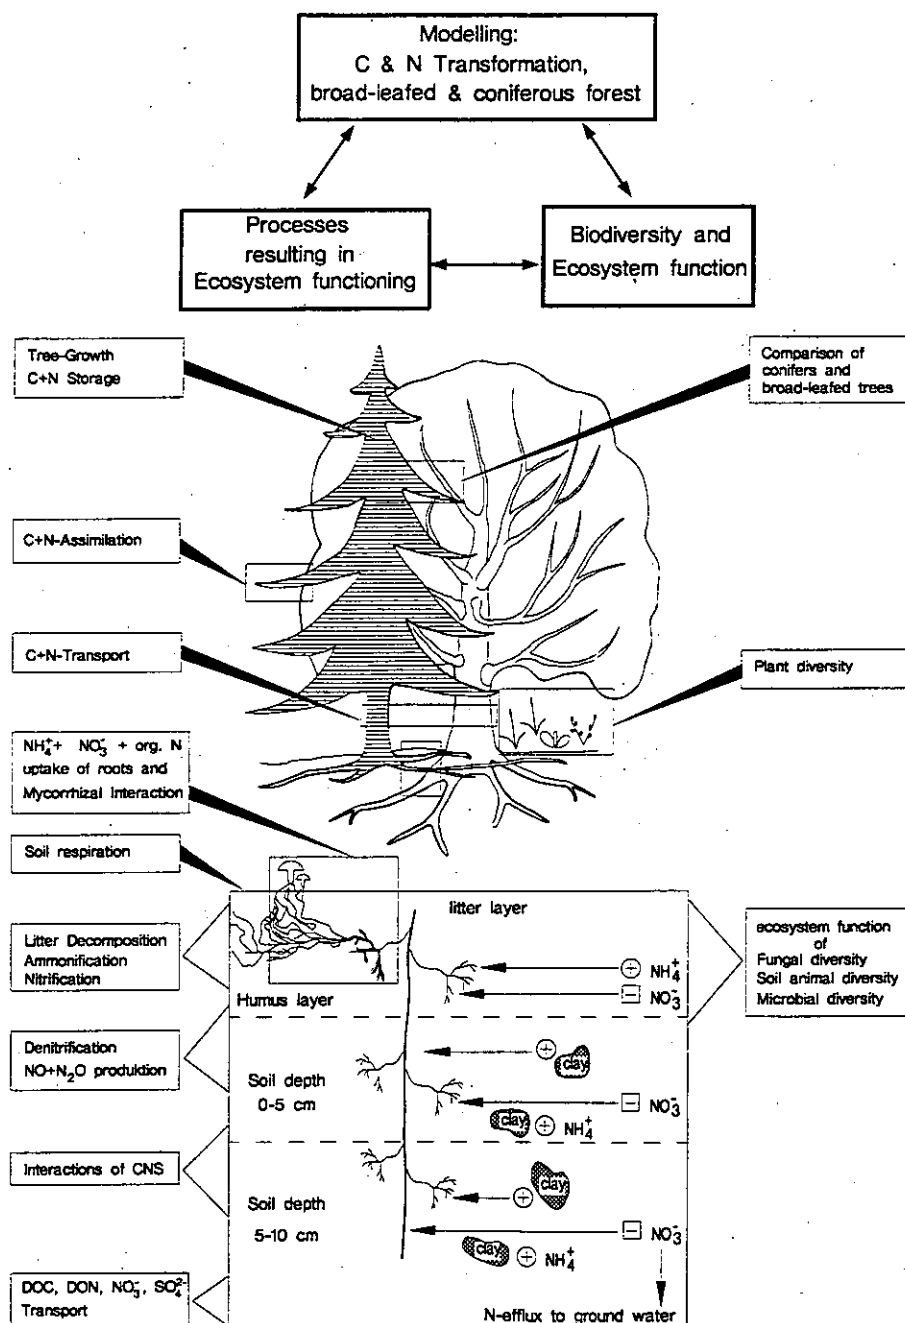 Modelling:
C & N Transformation,
broad-leafed & coniferous forest
Processes
resulting in
Ecosystem functioning
Biodiversity and
Ecosystem function
Tree-Growth
C+N Storage
Comparison of
conifers and
broad-leafed trees
C+N-Assimilation
C+N-Transport
Plant diversity
NH₄⁺+ NO₃⁻ + org. N
uptake of roots and
Mycorrhizal Interaction
Soil respiration
litter layer
Litter Decomposition
Ammonification
Nitrification
ecosystem function
of
Fungal diversity
Soil animal diversity
Microbial diversity
+ NH₄⁺
− NO₃⁻
Humus layer
Denitrification
NO+N₂O produktion
Soil depth
0-5 cm
+ clay
− NO₃⁻
clay + NH₄⁺
Interactions of CNS
Soil depth
5-10 cm
+ clay
− NO₃⁻
clay + NH₄⁺
DOC, DON, NO₃⁻, SO₄²⁻
Transport
N-efflux to ground water